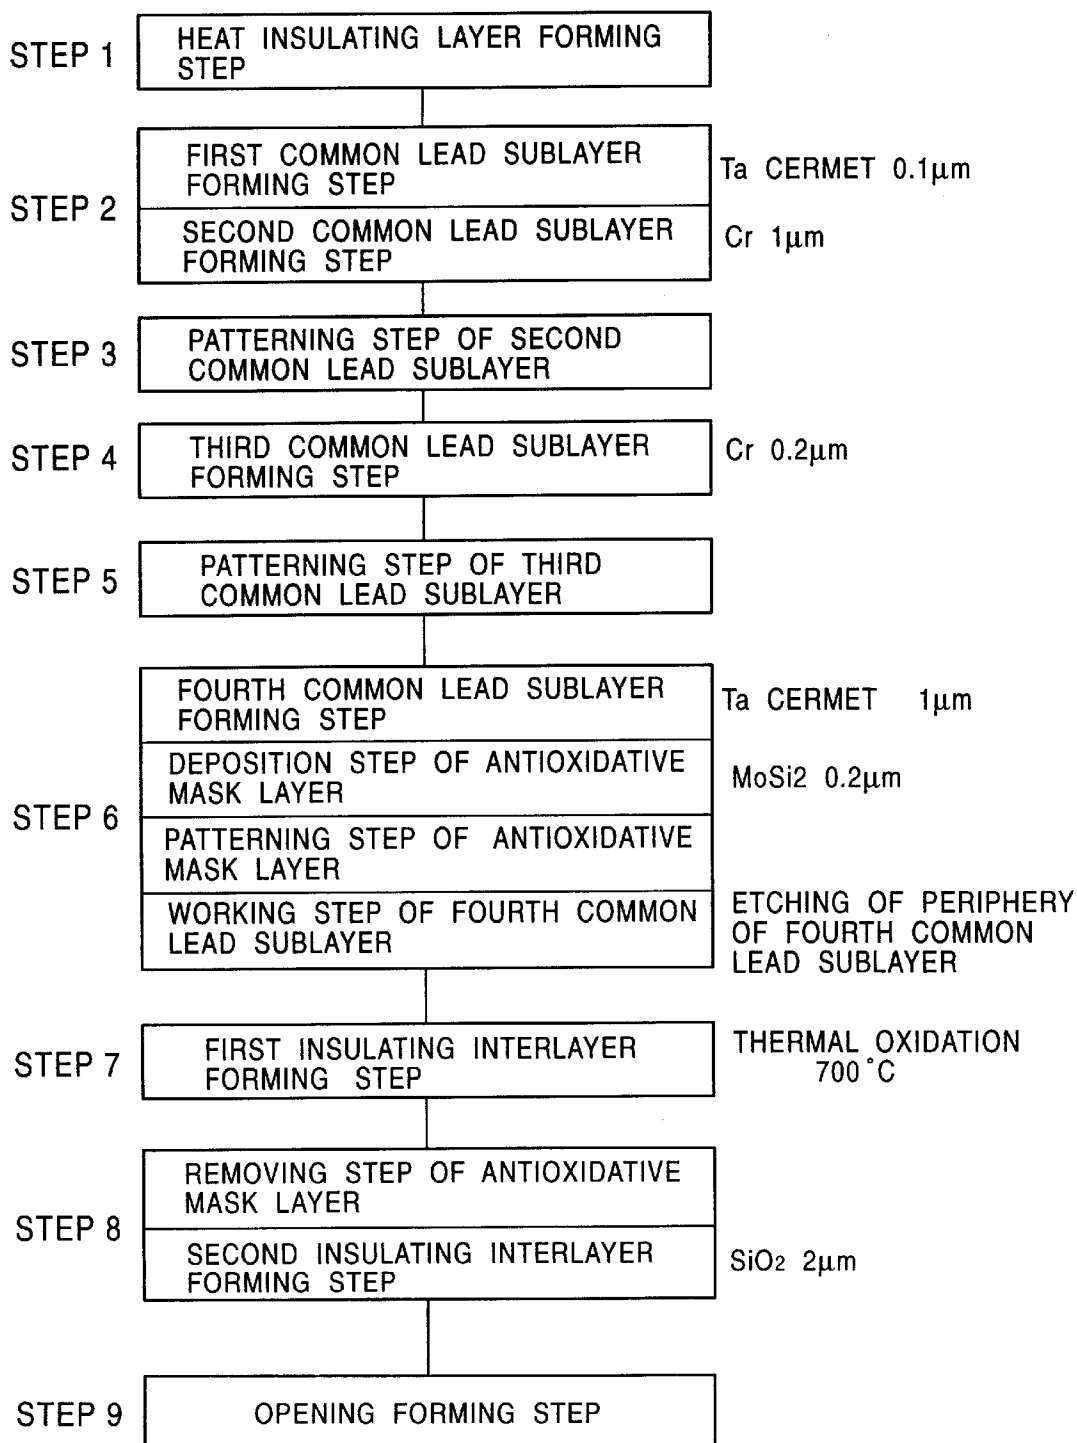 STEP 1
HEAT INSULATING LAYER FORMING
STEP
STEP 2
FIRST COMMON LEAD SUBLAYER
FORMING STEP
Ta CERMET 0.1μm
SECOND COMMON LEAD SUBLAYER
FORMING STEP
Cr 1μm
STEP 3
PATTERNING STEP OF SECOND
COMMON LEAD SUBLAYER
STEP 4
THIRD COMMON LEAD SUBLAYER
FORMING STEP
Cr 0.2μm
STEP 5
PATTERNING STEP OF THIRD
COMMON LEAD SUBLAYER
STEP 6
FOURTH COMMON LEAD SUBLAYER
FORMING STEP
Ta CERMET 1μm
DEPOSITION STEP OF ANTIOXIDATIVE
MASK LAYER
MoSi2 0.2μm
PATTERNING STEP OF ANTIOXIDATIVE
MASK LAYER
WORKING STEP OF FOURTH COMMON
LEAD SUBLAYER
ETCHING OF PERIPHERY
OF FOURTH COMMON
LEAD SUBLAYER
STEP 7
FIRST INSULATING INTERLAYER
FORMING STEP
THERMAL OXIDATION
700°C
STEP 8
REMOVING STEP OF ANTIOXIDATIVE
MASK LAYER
SECOND INSULATING INTERLAYER
FORMING STEP
SiO2 2μm
STEP 9
OPENING FORMING STEP